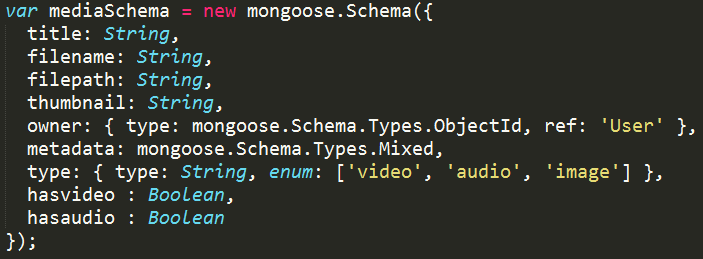 var mediaSchema = new mongoose.Schema({
  title: String,
  filename: String,
  filepath: String,
  thumbnail: String,
  owner: { type: mongoose.Schema.Types.ObjectId, ref: 'User' },
  metadata: mongoose.Schema.Types.Mixed,
  type: { type: String, enum: ['video', 'audio', 'image'] },
  hasvideo : Boolean,
  hasaudio : Boolean
});